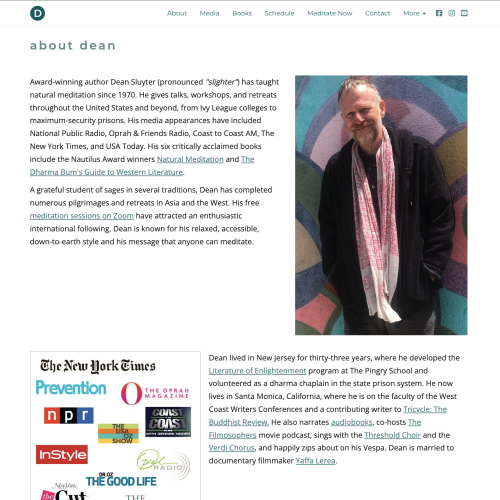 D
About Media Books Schedule Meditate Now Contact More
about dean
Award-winning author Dean Sluyter (pronounced "slighter") has taught
natural meditation since 1970. He gives talks, workshops, and retreats
throughout the United States and beyond, from Ivy League colleges to
maximum-security prisons. His media appearances have included
National Public Radio, Oprah & Friends Radio, Coast to Coast AM, The
New York Times, and USA Today. His six critically acclaimed books
include the Nautilus Award winners Natural Meditation and The
Dharma Bum's Guide to Western Literature.
A grateful student of sages in several traditions, Dean has completed
numerous pilgrimages and retreats in Asia and the West. His free
meditation sessions on Zoom have attracted an enthusiastic
international following. Dean is known for his relaxed, accessible,
down-to-earth style and his message that anyone can meditate.
The New York Times
Prevention
O THE OPRAH
MAGAZINE
npr
THE
LISA
OZ
SHOW
COAST
COAST
InStyle
RADIO
DR.OZ
THE GOOD LIFE
New York
the Cut
THE
Dean lived in New Jersey for thirty-three years, where he developed the
Literature of Enlightenment program at The Pingry School and
volunteered as a dharma chaplain in the state prison system. He now
lives in Santa Monica, California, where he is on the faculty of the West
Coast Writers Conferences and a contributing writer to Tricycle: The
Buddhist Review. He also narrates audiobooks, co-hosts The
Filmosophers movie podcast, sings with the Threshold Choir and the
Verdi Chorus, and happily zips about on his Vespa. Dean is married to
documentary filmmaker Yaffa Lerea.